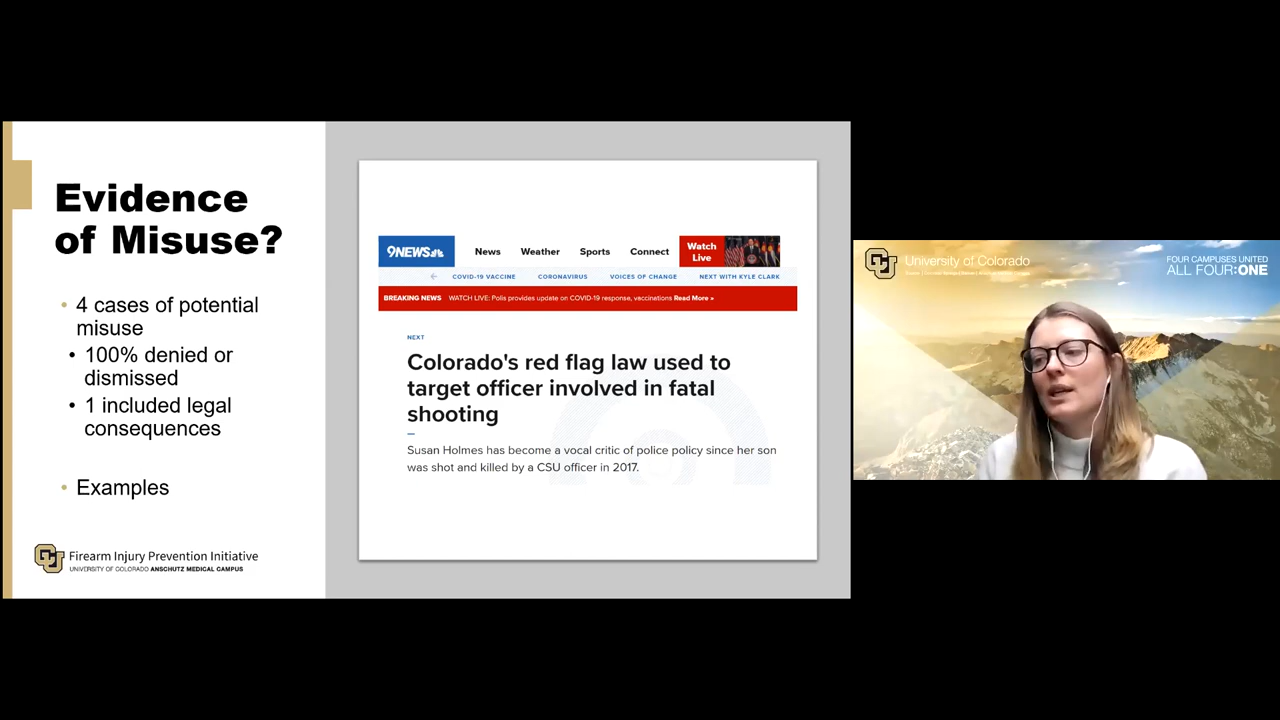 Evidence
of Misuse?
4 cases of potential
misuse
100% denied or
dismissed
1 included legal
consequences
Examples
Firearm Injury Prevention Initiative
UNIVERSITY OF COLORADO ANSCHUTZ MEDICAL CAMPUS
9NEWS
News Weather Sports Connect Watch Live
COVID-19 VACCINE CORONAVIRUS VOICES OF CHANGE NEXT WITH KYLE CLARK
BREAKING NEWS WATCH LIVE: Polis provides update on COVID-19 response, vaccinations Read More »
NEXT
Colorado's red flag law used to
target officer involved in fatal
shooting
Susan Holmes has become a vocal critic of police policy since her son
was shot and killed by a CSU officer in 2017.
University of Colorado
FOUR CAMPUSES UNITED
ALL FOUR:ONE